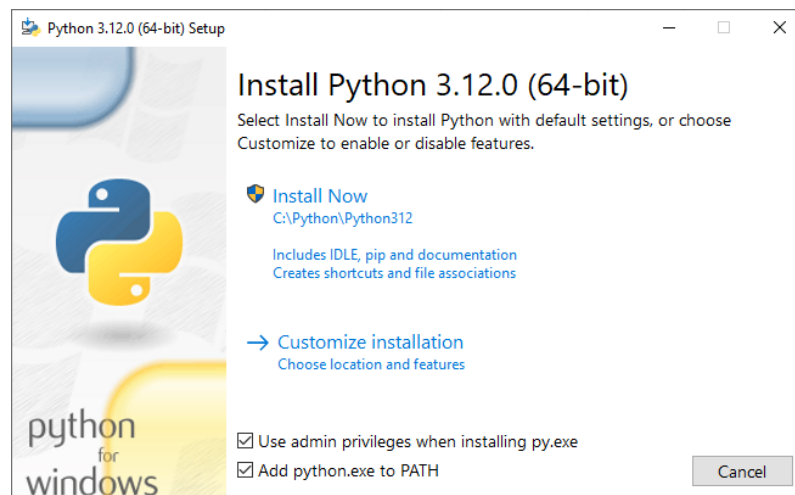 Python 3.12.0 (64-bit) Setup
Install Python 3.12.0 (64-bit)
Select Install Now to install Python with default settings, or choose
Customize to enable or disable features.
Install Now
C:\Python\Python312
Includes IDLE, pip and documentation
Creates shortcuts and file associations
Customize installation
Choose location and features
Use admin privileges when installing py.exe
Add python.exe to PATH
python
for
windows
Cancel